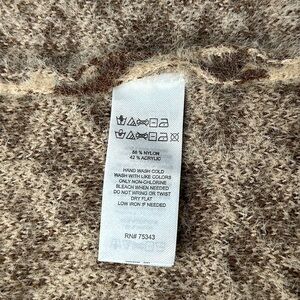 58 % NYLON
42 % ACRYLIC
HAND WASH COLD
WASH WITH LIKE COLORS
ONLY NON-CHLORINE
BLEACH WHEN NEEDED
DO NOT WRING OR TWIST
DRY FLAT
LOW IRON IF NEEDED
RN# 75343